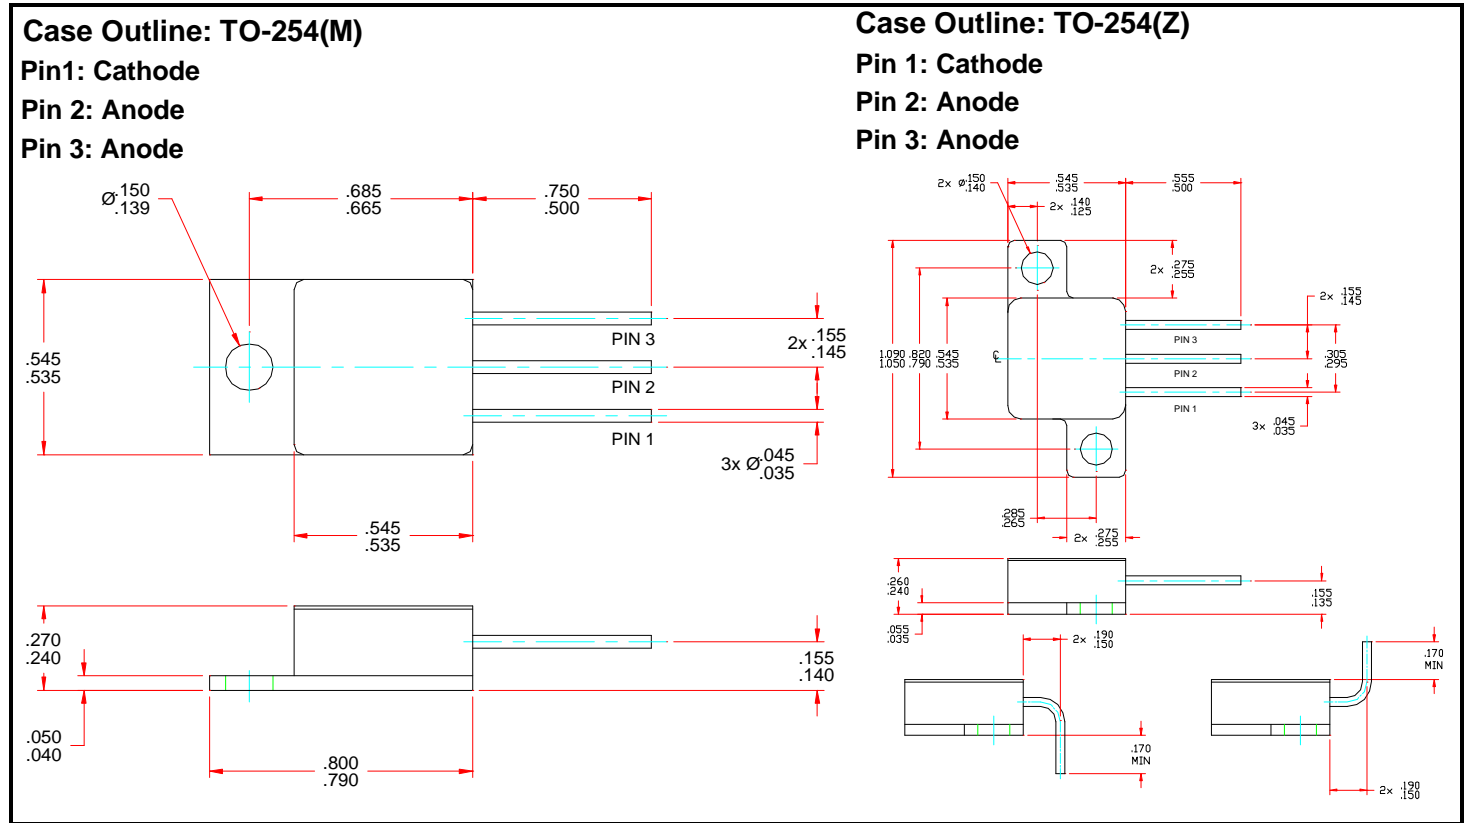 Case Outline: TO-254(M)
Pin1: Cathode
Pin 2: Anode
Pin 3: Anode
Ø.150
.139
.685
.665
.750
.500
.545
.535
PIN 3
PIN 2
PIN 1
2x .155
.145
3x Ø.045
.035
.545
.535
.270
.240
.050
.040
.800
.790
.155
.140
Case Outline: TO-254(Z)
Pin 1: Cathode
Pin 2: Anode
Pin 3: Anode
2x Ø.150
.140
.545
.535
.555
.500
2x .140
.125
2x .275
.255
2x .155
.145
1.090
1.050
.820
.790
.545
.535
℄
PIN 3
PIN 2
PIN 1
.305
.295
3x .045
.035
.285
.265
2x .275
.255
.260
.240
.055
.035
.155
.135
2x .190
.150
.170
MIN
.170
MIN
2x .190
.150